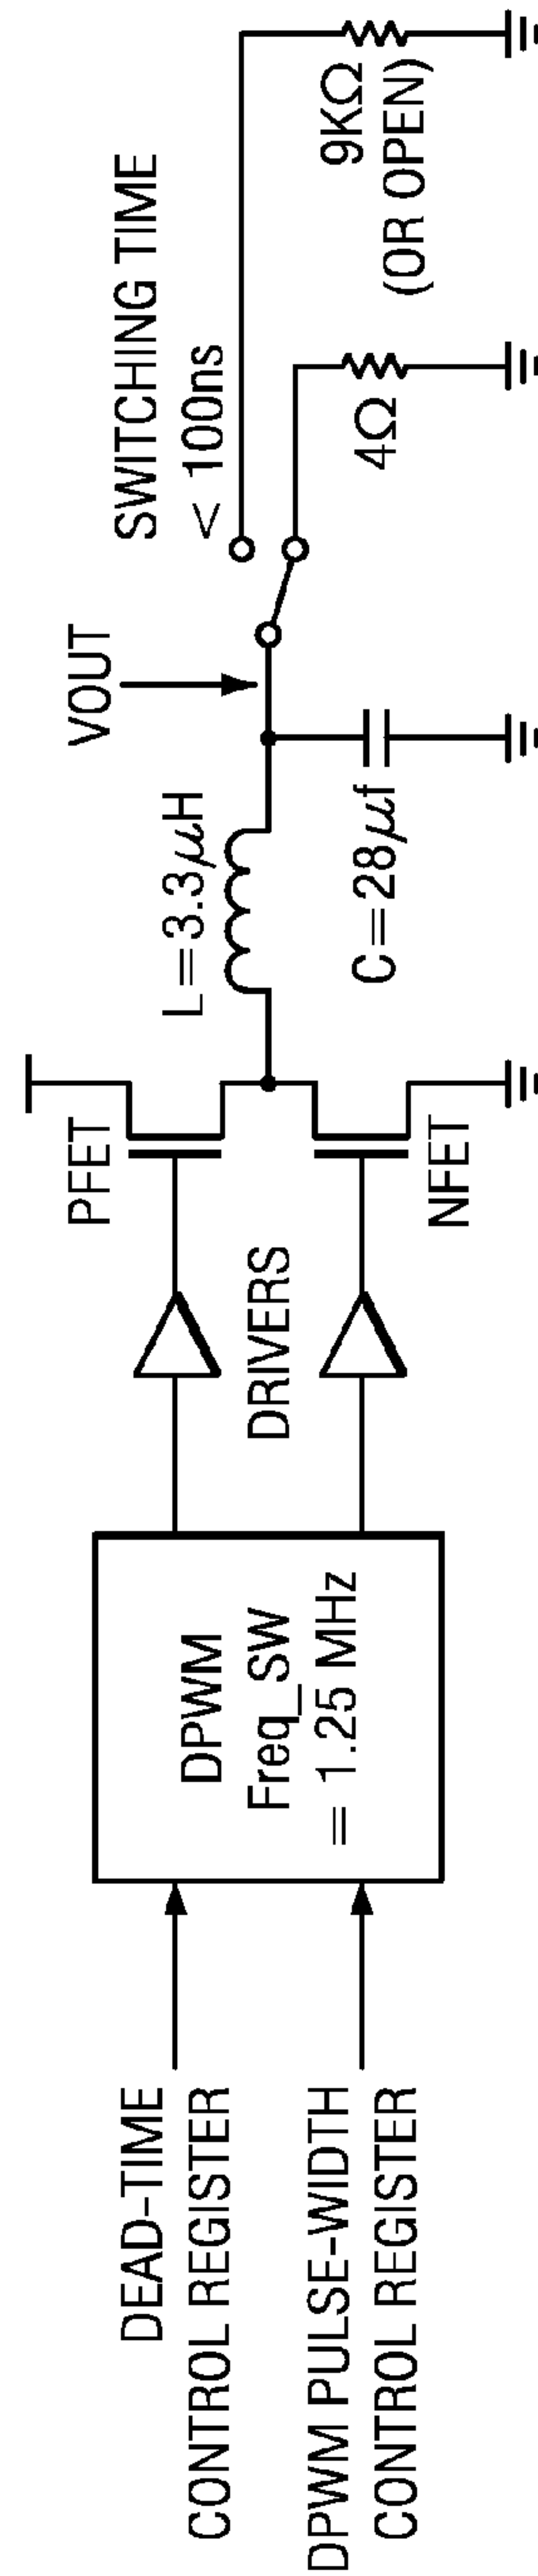 DEAD-TIME
CONTROL REGISTER
DPWM PULSE-WIDTH
CONTROL REGISTER
DPWM
Freq_SW
= 1.25 MHz
DRIVERS
PFET
NFET
L=3.3μH
C=28μf
VOUT
SWITCHING TIME
< 100ns
4Ω
9KΩ
(OR OPEN)